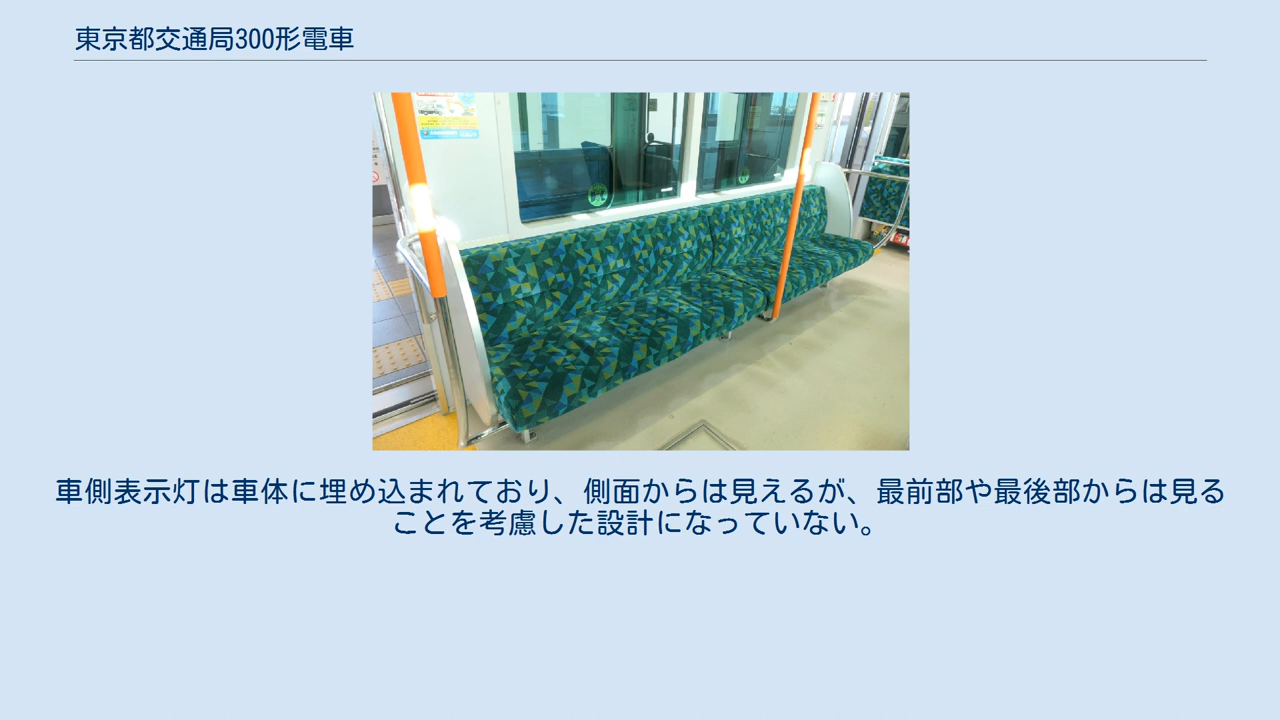 東京都交通局300形電車
車側表示灯は車体に埋め込まれており、側面からは見えるが、最前部や最後部からは見る
ことを考慮した設計になっていない。